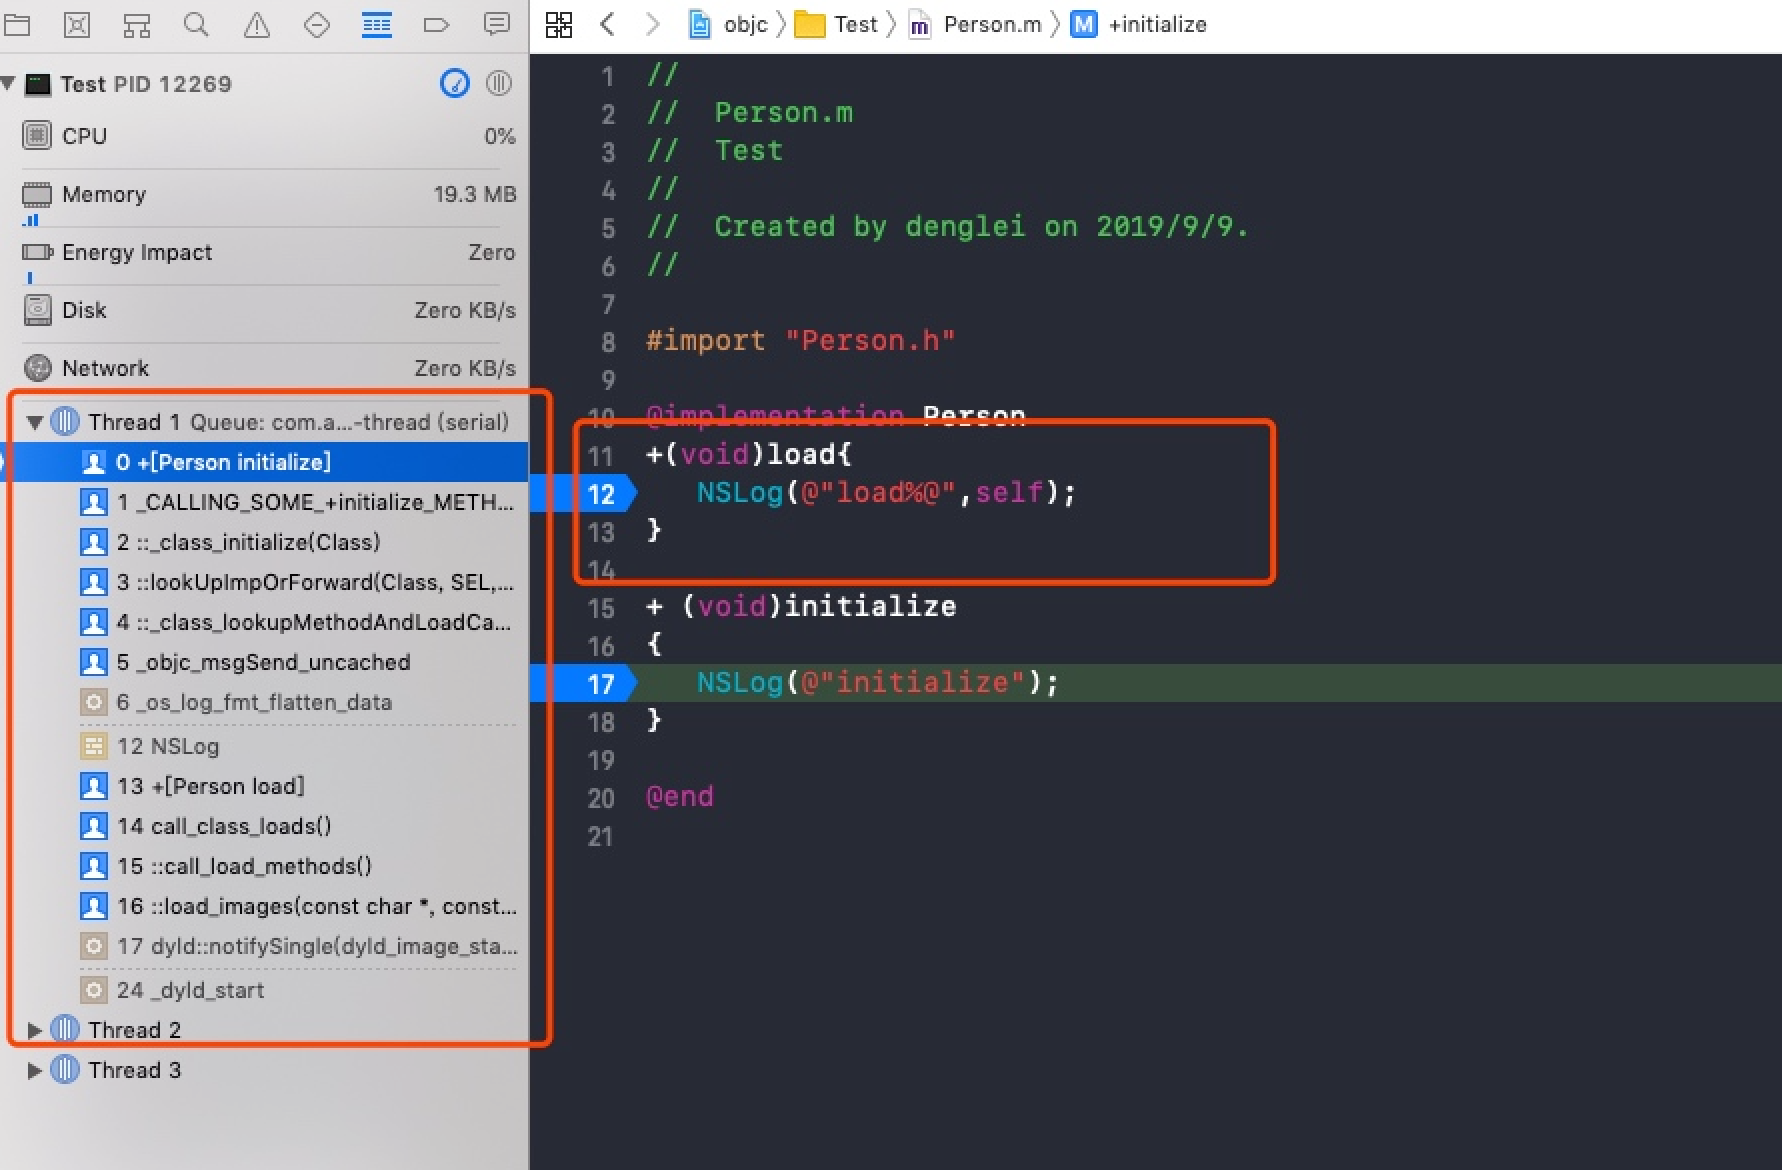 objc
Test
Person.m
M
+initialize
Test PID 12269
CPU 0%
Memory 19.3 MB
Energy Impact Zero
Disk Zero KB/s
Network Zero KB/s
Thread 1 Queue: com.a...-thread (serial)
0 +[Person initialize]
1 _CALLING_SOME_+initialize_METH...
2 ::_class_initialize(Class)
3 ::lookUpImpOrForward(Class, SEL,...
4 ::_class_lookupMethodAndLoadCa...
5 _objc_msgSend_uncached
6 _os_log_fmt_flatten_data
12 NSLog
13 +[Person load]
14 call_class_loads()
15 ::call_load_methods()
16 ::load_images(const char *, const...
17 dyld::notifySingle(dyld_image_sta...
24 _dyld_start
Thread 2
Thread 3
1 //
2 //  Person.m
3 //  Test
4 //
5 //  Created by denglei on 2019/9/9.
6 //
7
8 #import "Person.h"
9
10 @implementation Person
11 +(void)load{
12    NSLog(@"load%@",self);
13 }
14
15 + (void)initialize
16 {
17    NSLog(@"initialize");
18 }
19
20 @end
21